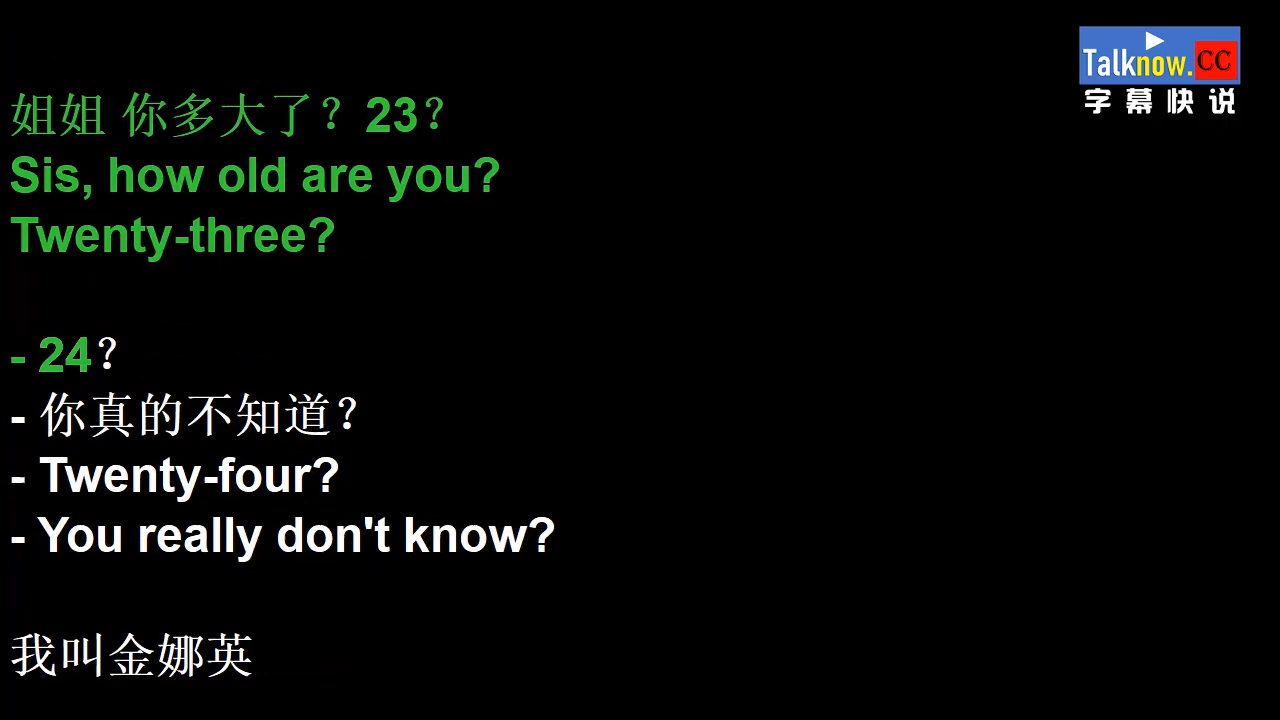 Talknow.CC
字幕快说
姐姐 你多大了？23？
Sis, how old are you?
Twenty-three?
- 24？
- 你真的不知道？
- Twenty-four?
- You really don't know?
我叫金娜英